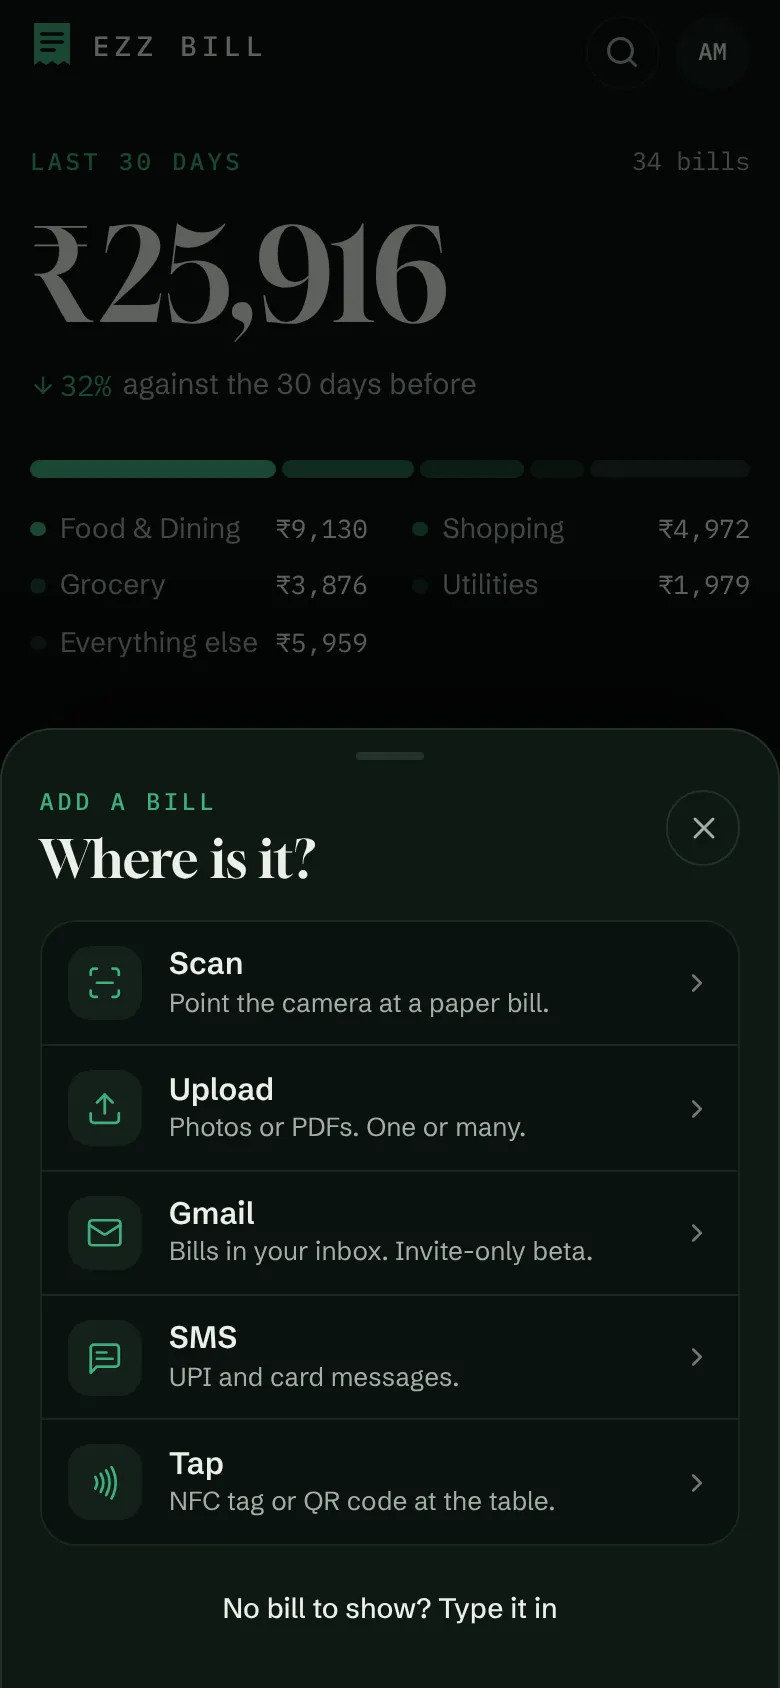 EZZ BILL
AM
LAST 30 DAYS
34 bills
₹25,916
↓ 32% against the 30 days before
Food & Dining ₹9,130
Shopping ₹4,972
Grocery ₹3,876
Utilities ₹1,979
Everything else ₹5,959
ADD A BILL
Where is it?
Scan
Point the camera at a paper bill.
Upload
Photos or PDFs. One or many.
Gmail
Bills in your inbox. Invite-only beta.
SMS
UPI and card messages.
Tap
NFC tag or QR code at the table.
No bill to show? Type it in